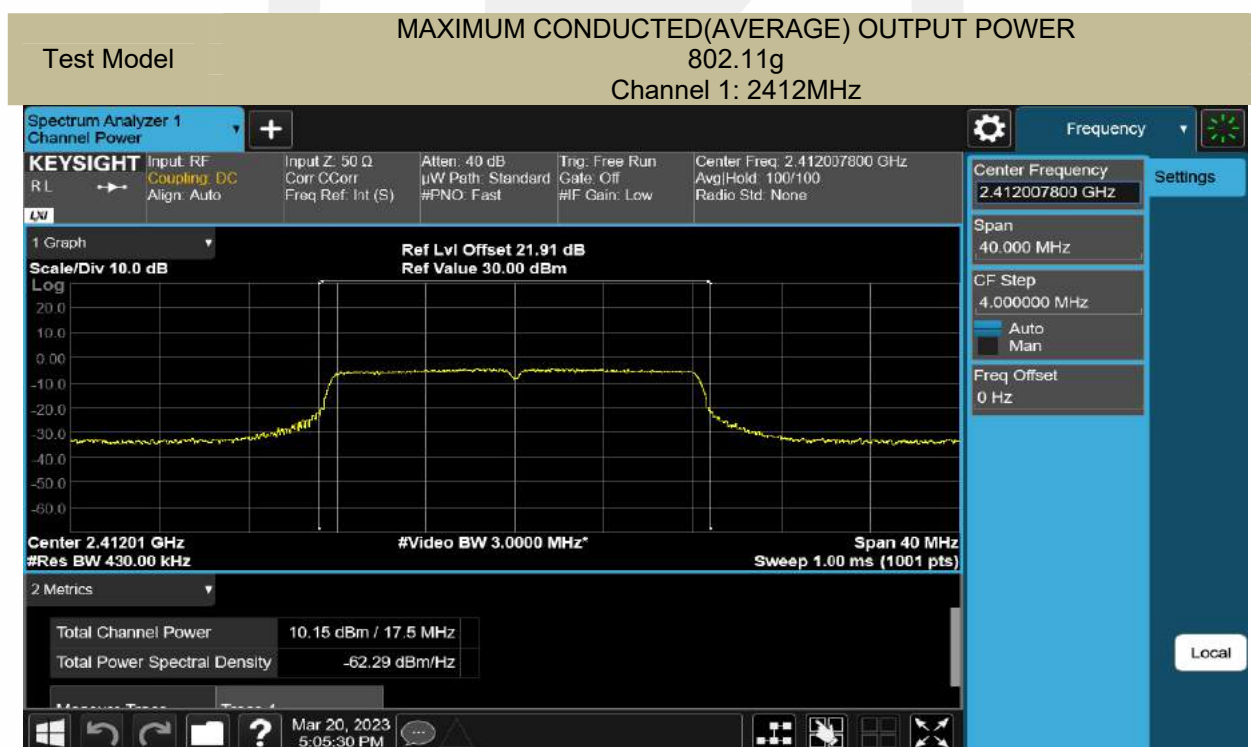 MAXIMUM CONDUCTED(AVERAGE) OUTPUT POWER
Test Model
802.11g
Channel 1: 2412MHz
Spectrum Analyzer 1
Channel Power
+
Frequency
KEYSIGHT
RL
LXI
Input: RF
Coupling: DC
Align: Auto
Input Z: 50 Ω
Corr CCorr
Freq Ref: Int (S)
Atten: 40 dB
µW Path: Standard
#PNO: Fast
Trig: Free Run
Gate: Off
#IF Gain: Low
Center Freq: 2.412007800 GHz
Avg|Hold: 100/100
Radio Std: None
Center Frequency
2.412007800 GHz
Settings
Span
40.000 MHz
CF Step
4.000000 MHz
Auto
Man
Freq Offset
0 Hz
1 Graph
Scale/Div 10.0 dB
Ref Lvl Offset 21.91 dB
Ref Value 30.00 dBm
Log
20.0
10.0
0.00
-10.0
-20.0
-30.0
-40.0
-50.0
-60.0
Center 2.41201 GHz
#Video BW 3.0000 MHz*
Span 40 MHz
#Res BW 430.00 kHz
Sweep 1.00 ms (1001 pts)
2 Metrics
Total Channel Power 10.15 dBm / 17.5 MHz
Total Power Spectral Density -62.29 dBm/Hz
Local
?
Mar 20, 2023
5:05:30 PM